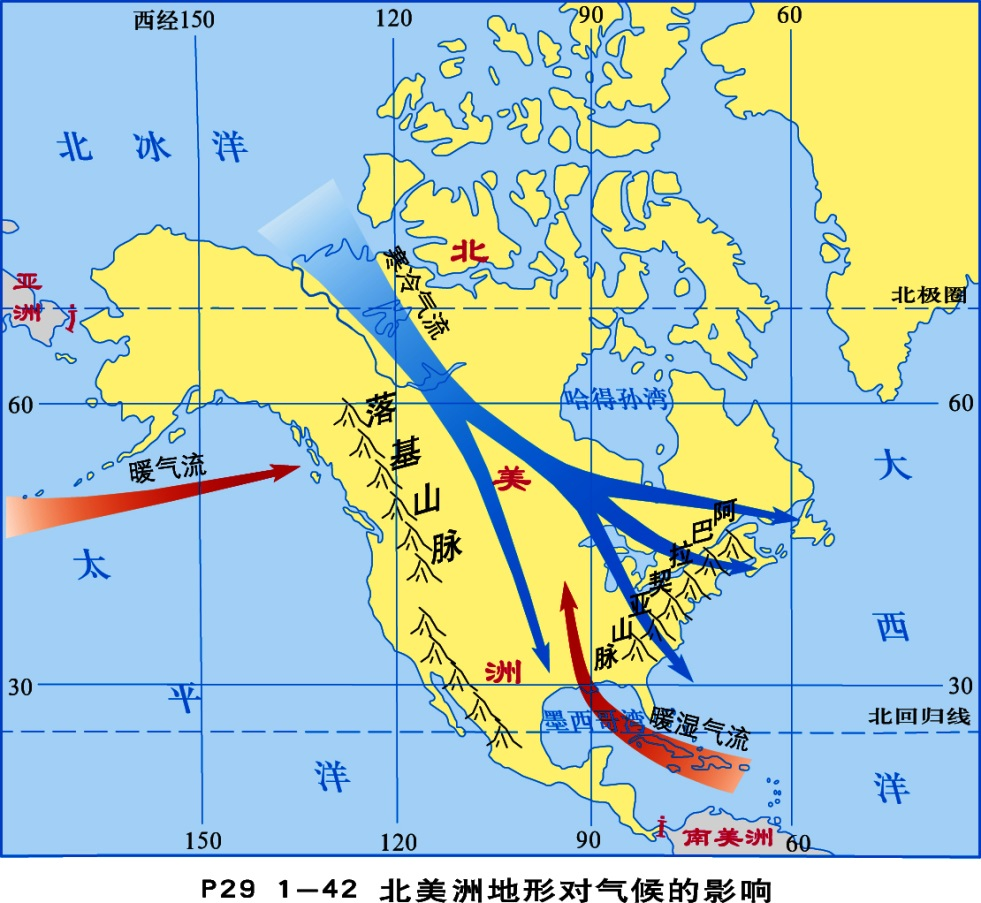 西经150
120
90
60
北冰洋
寒冷气流
北
亚
洲
j
北极圈
60
哈得孙湾
60
落基山脉
暖气流
美
大
西
洋
阿巴拉契亚山脉
太
平
洋
洲
30
30
墨西哥湾
暖湿气流
北回归线
j
南美洲
150
120
90
60
P29 1—42 北美洲地形对气候的影响